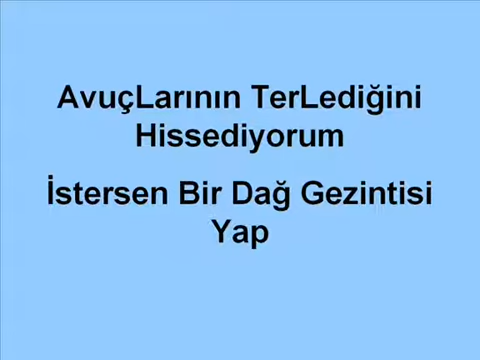 AvuçLarının TerLediğini
Hissediyorum
İstersen Bir Dağ Gezintisi
Yap